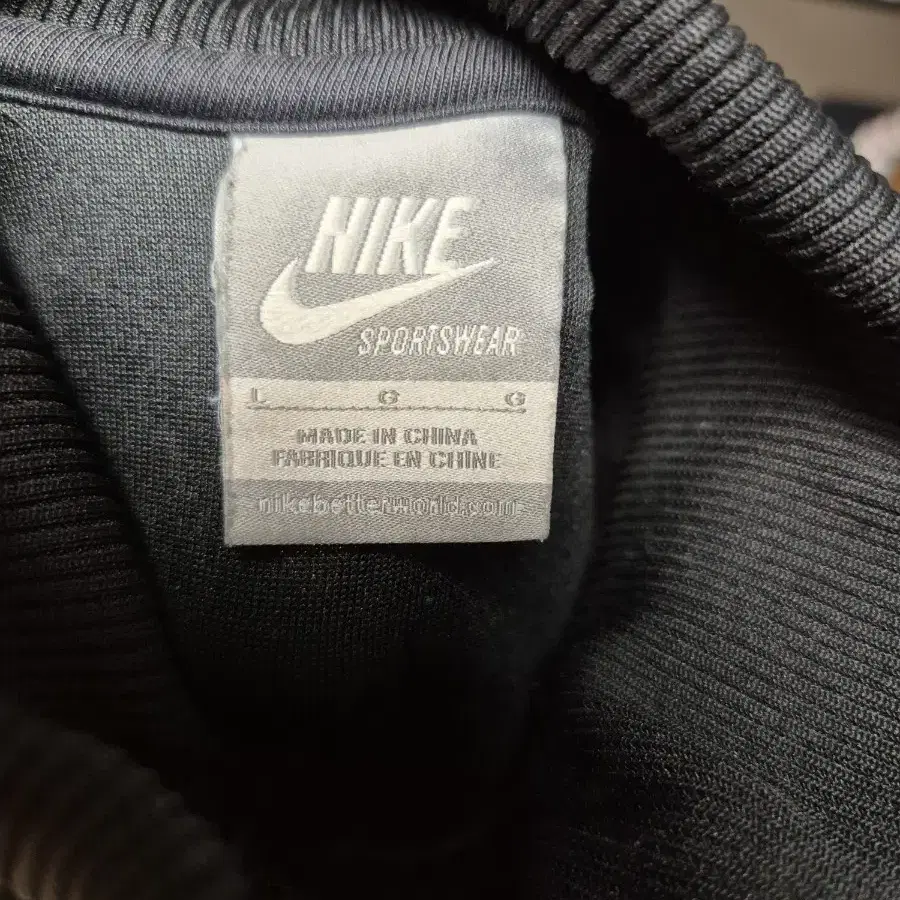 NIKE
SPORTSWEAR
L G G
MADE IN CHINA
FABRIQUE EN CHINE
nikebetterworld.com